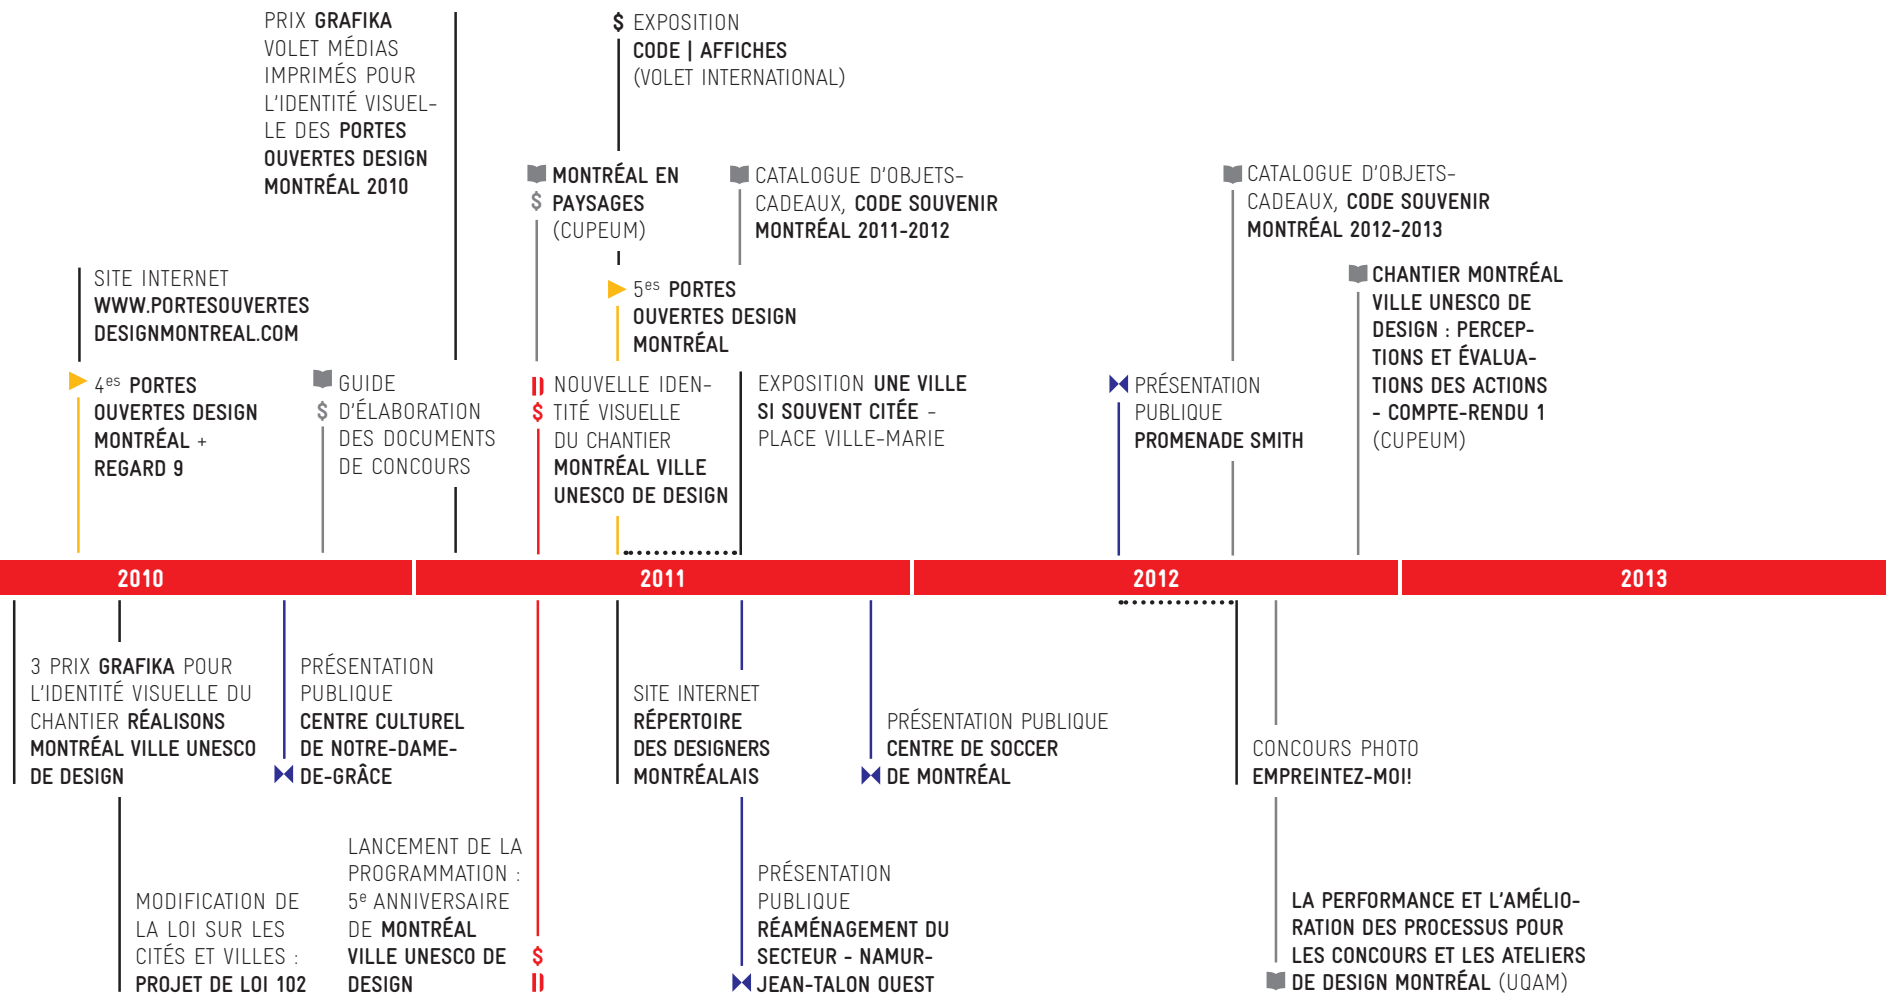 PRIX GRAFIKA
VOLET MÉDIAS
IMPRIMÉS POUR
L'IDENTITÉ VISUEL-
LE DES PORTES
OUVERTES DESIGN
MONTRÉAL 2010
$ EXPOSITION
CODE | AFFICHES
(VOLET INTERNATIONAL)
MONTRÉAL EN
$ PAYSAGES
(CUPEUM)
CATALOGUE D'OBJETS-
CADEAUX, CODE SOUVENIR
MONTRÉAL 2011-2012
CATALOGUE D'OBJETS-
CADEAUX, CODE SOUVENIR
MONTRÉAL 2012-2013
SITE INTERNET
WWW.PORTESOUVERTES
DESIGNMONTREAL.COM
5es PORTES
OUVERTES DESIGN
MONTRÉAL
CHANTIER MONTRÉAL
VILLE UNESCO DE
DESIGN : PERCEP-
TIONS ET ÉVALUA-
TIONS DES ACTIONS
- COMPTE-RENDU 1
(CUPEUM)
4es PORTES
OUVERTES DESIGN
MONTRÉAL +
REGARD 9
GUIDE
$ D'ÉLABORATION
DES DOCUMENTS
DE CONCOURS
NOUVELLE IDEN-
$ TITÉ VISUELLE
DU CHANTIER
MONTRÉAL VILLE
UNESCO DE DESIGN
EXPOSITION UNE VILLE
SI SOUVENT CITÉE -
PLACE VILLE-MARIE
PRÉSENTATION
PUBLIQUE
PROMENADE SMITH
2010
2011
2012
2013
3 PRIX GRAFIKA POUR
L'IDENTITÉ VISUELLE DU
CHANTIER RÉALISONS
MONTRÉAL VILLE UNESCO
DE DESIGN
PRÉSENTATION
PUBLIQUE
CENTRE CULTUREL
DE NOTRE-DAME-
DE-GRÂCE
SITE INTERNET
RÉPERTOIRE
DES DESIGNERS
MONTRÉALAIS
PRÉSENTATION PUBLIQUE
CENTRE DE SOCCER
DE MONTRÉAL
CONCOURS PHOTO
EMPREINTEZ-MOI!
MODIFICATION DE
LA LOI SUR LES
CITÉS ET VILLES :
PROJET DE LOI 102
LANCEMENT DE LA
PROGRAMMATION :
5e ANNIVERSAIRE
DE MONTRÉAL
VILLE UNESCO DE
DESIGN
$
PRÉSENTATION
PUBLIQUE
RÉAMÉNAGEMENT DU
SECTEUR - NAMUR-
JEAN-TALON OUEST
LA PERFORMANCE ET L'AMÉLIO-
RATION DES PROCESSUS POUR
LES CONCOURS ET LES ATELIERS
DE DESIGN MONTRÉAL (UQAM)